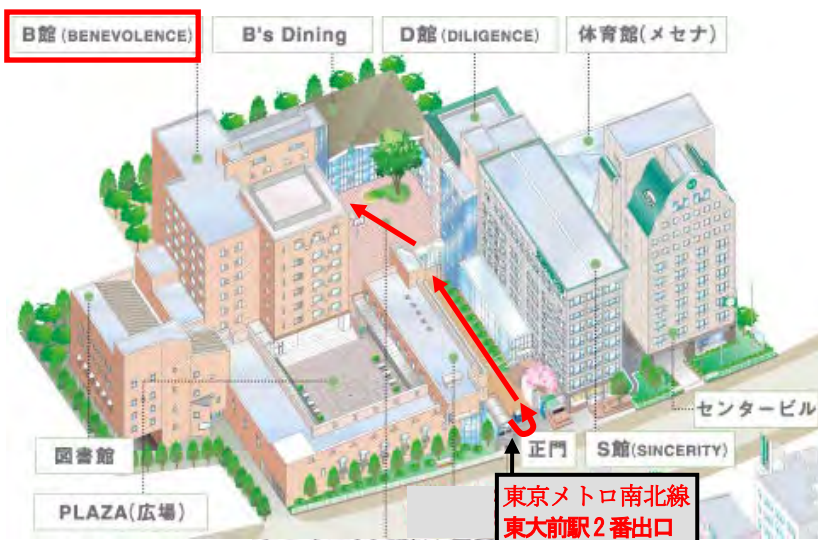 B館(BENEVOLENCE)
B's Dining
D館(DILIGENCE)
体育館(メセナ)
センタービル
図書館
正門
S館(SINCERITY)
PLAZA(広場)
東京メトロ南北線
東大前駅2番出口